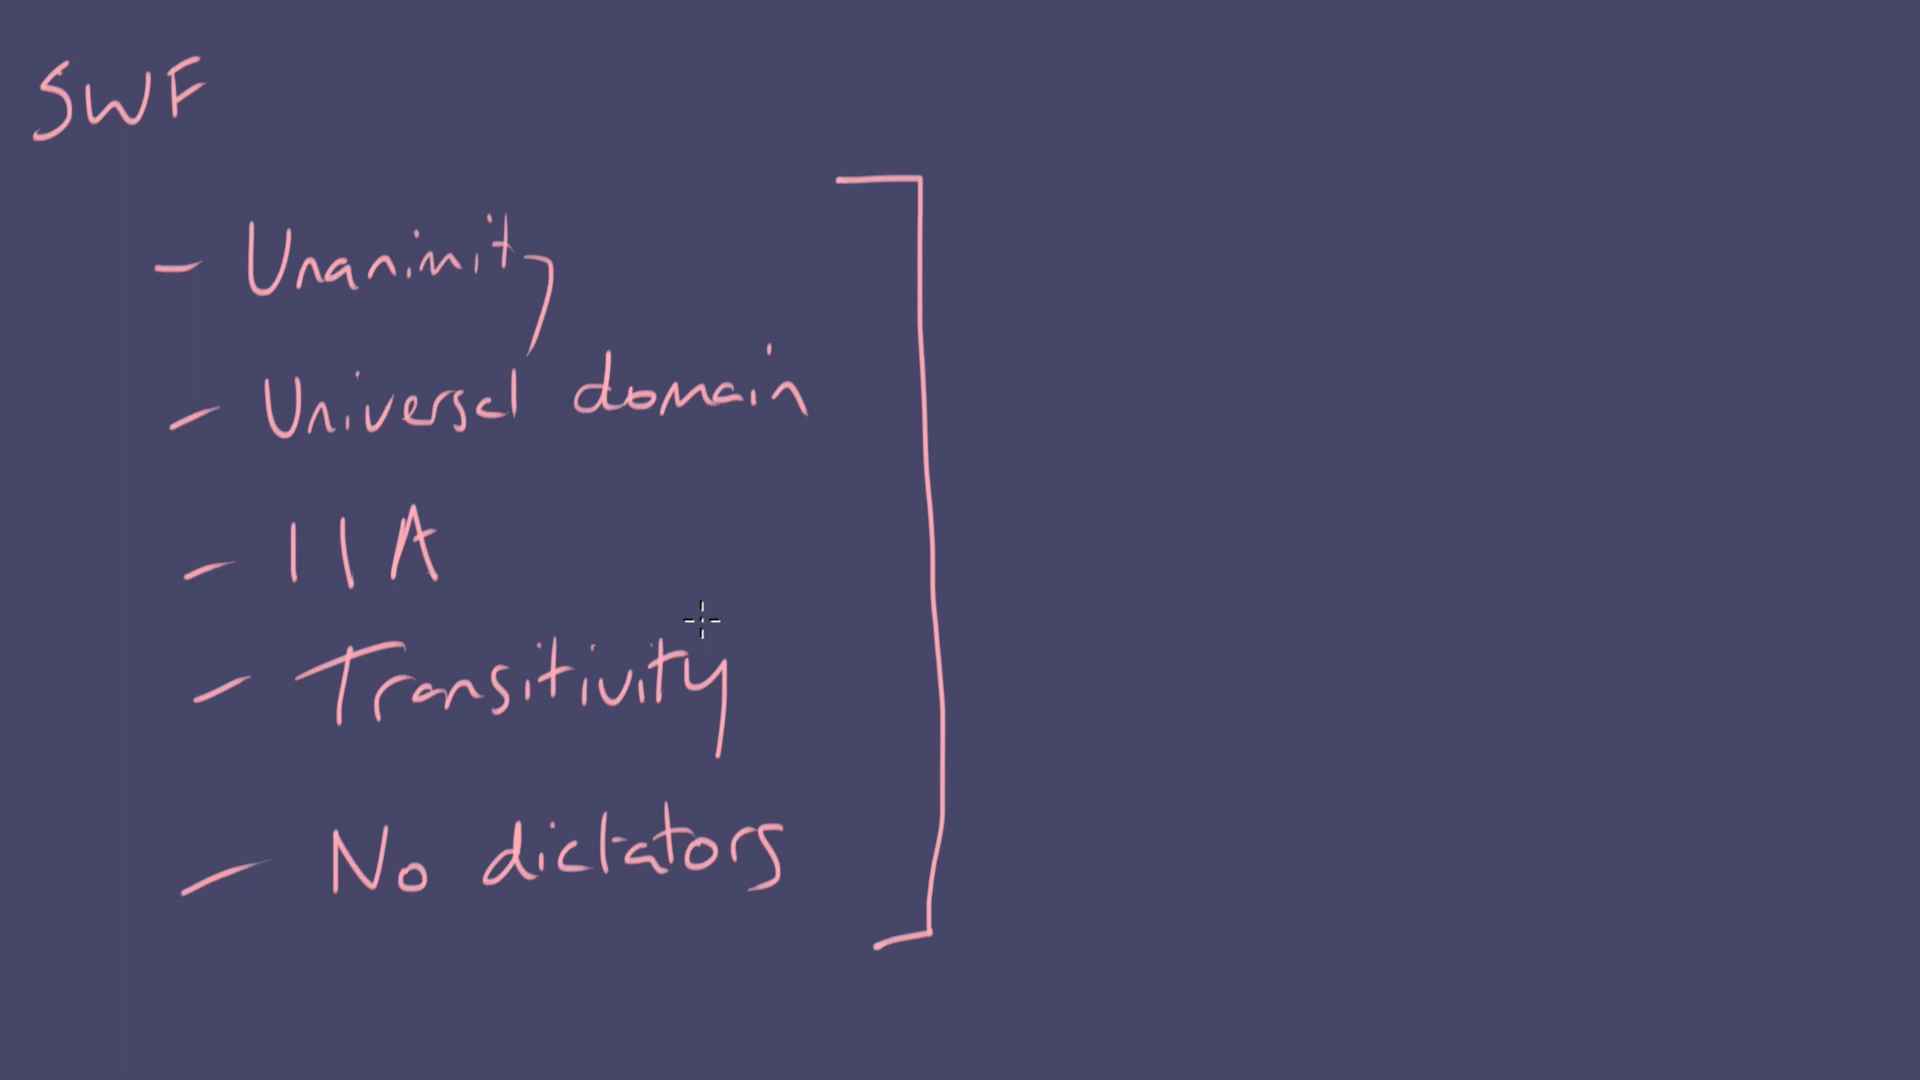 SWF
- Unanimity
- Universal domain
- IIA
- Transitivity
- No dictators